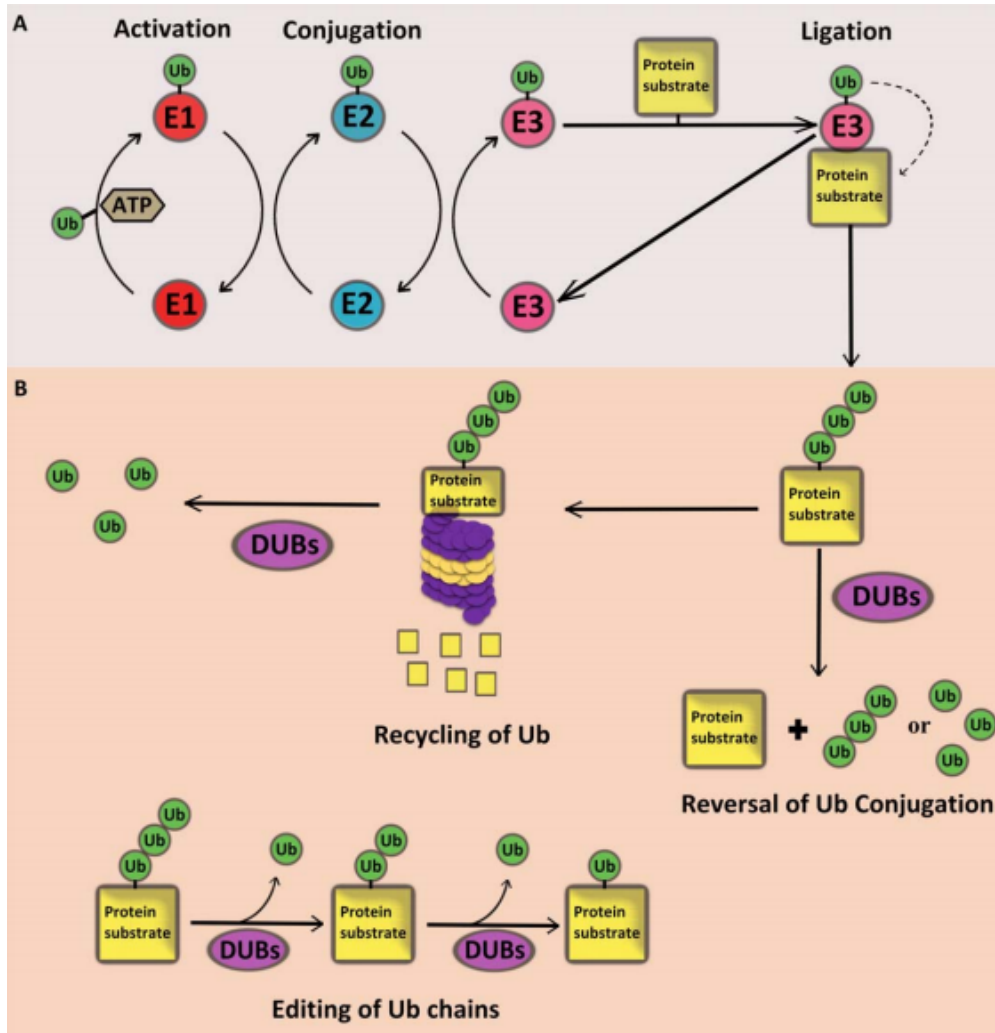 A
Activation
Conjugation
Ligation
Ub
Ub
Ub
Protein
substrate
Ub
E1
E2
E3
E3
Protein
substrate
ATP
Ub
E1
E2
E3
B
Ub
Ub
Ub
Protein
substrate
Ub
Ub
Ub
Protein
substrate
Ub
Ub
Ub
DUBs
DUBs
Protein
substrate
+
Ub
Ub
Ub
or
Ub
Ub
Ub
Recycling of Ub
Reversal of Ub Conjugation
Ub
Ub
Ub
Protein
substrate
Ub
DUBs
Ub
Ub
Protein
substrate
Ub
DUBs
Ub
Protein
substrate
Editing of Ub chains